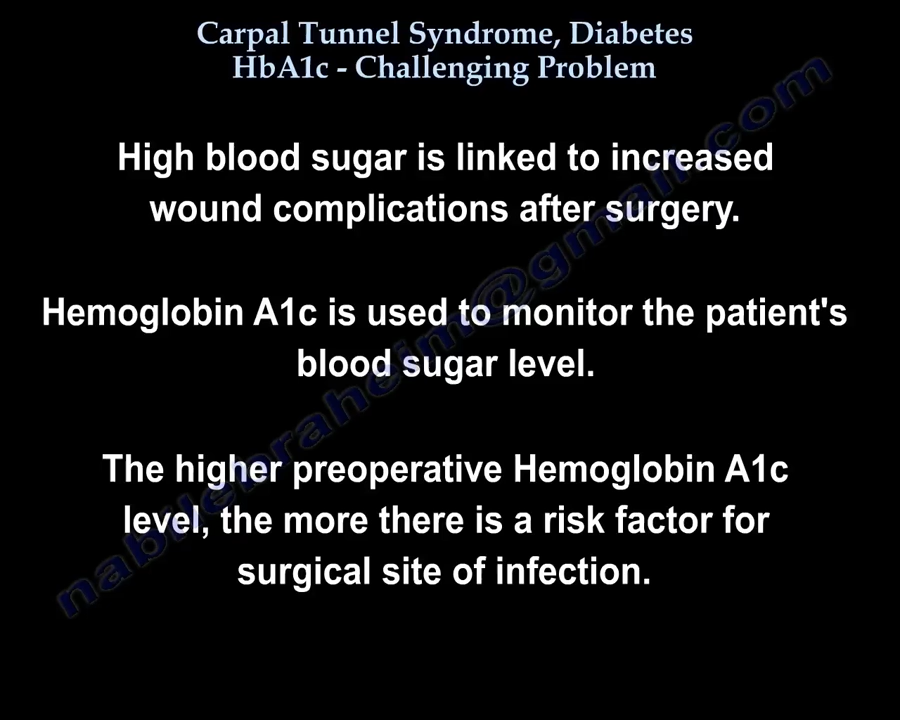 Carpal Tunnel Syndrome, Diabetes
HbA1c - Challenging Problem
High blood sugar is linked to increased
wound complications after surgery.
Hemoglobin A1c is used to monitor the patient's
blood sugar level.
The higher preoperative Hemoglobin A1c
level, the more there is a risk factor for
surgical site of infection.
nabilebraheim@gmail.com